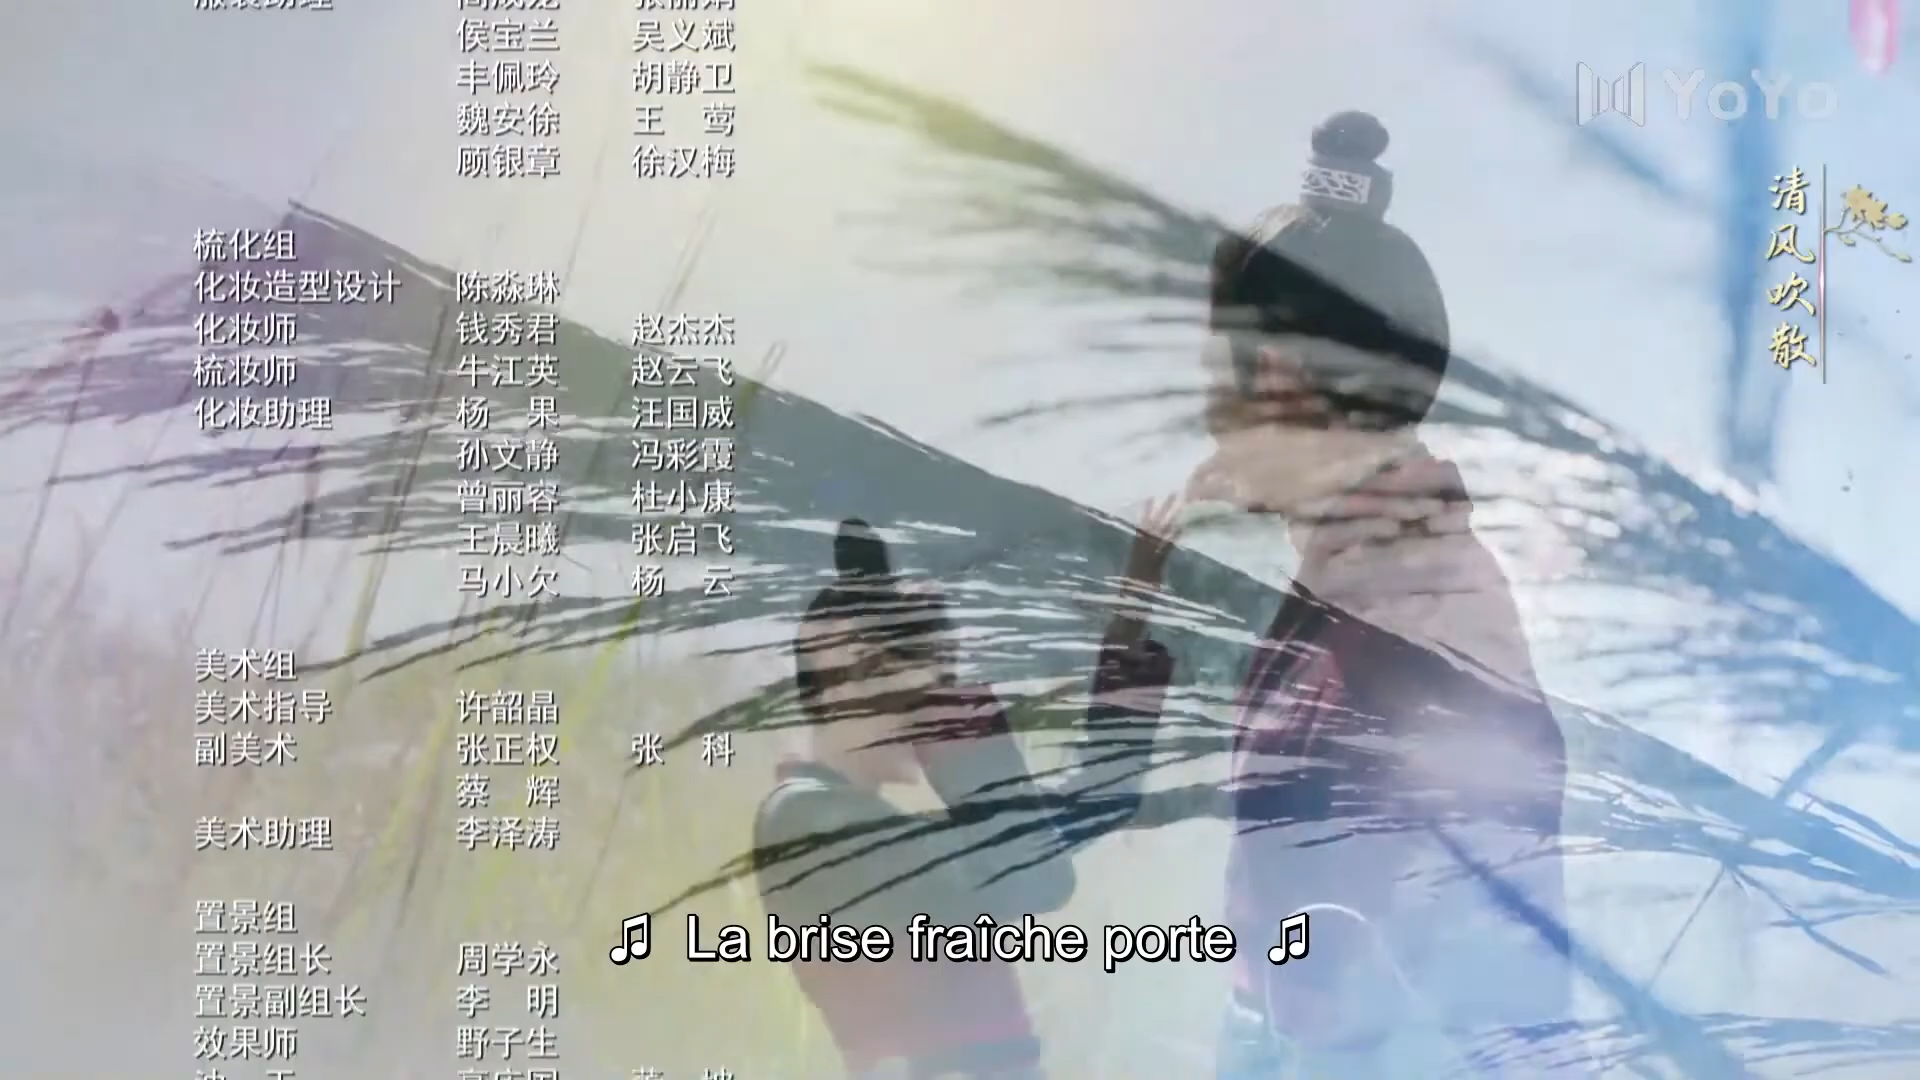 侯宝兰 吴义斌
丰佩玲 胡静卫
魏安徐 王 莺
顾银章 徐汉梅
梳化组
化妆造型设计 陈淼琳
化妆师 钱秀君 赵杰杰
梳妆师 牛江英 赵云飞
化妆助理 杨 果 汪国威
孙文静 冯彩霞
曾丽容 杜小康
王晨曦 张启飞
马小欠 杨 云
美术组
美术指导 许韶晶
副美术 张正权 张 科
蔡 辉
美术助理 李泽涛
置景组
置景组长 周学永
置景副组长 李 明
效果师 野子生
YoYo
清风吹散
♫ La brise fraîche porte ♫